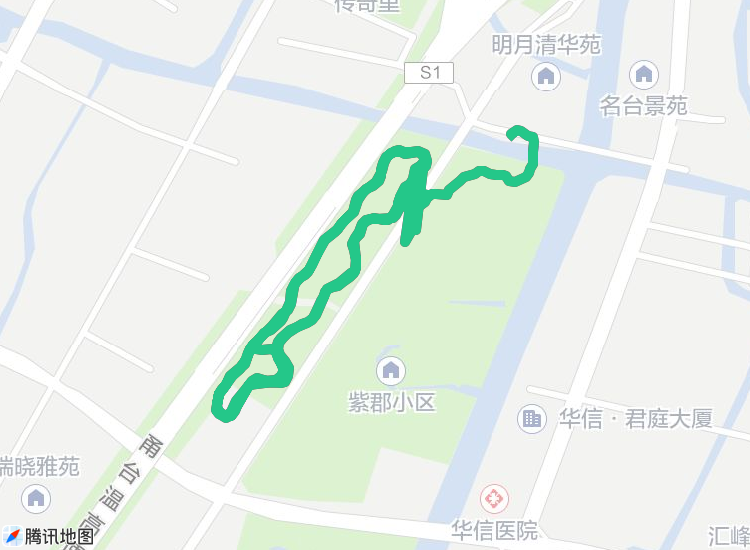 传奇里
明月清华苑
S1
名台景苑
紫郡小区
华信·君庭大厦
瑞晓雅苑
甬台温高速
华信医院
汇峰
腾讯地图